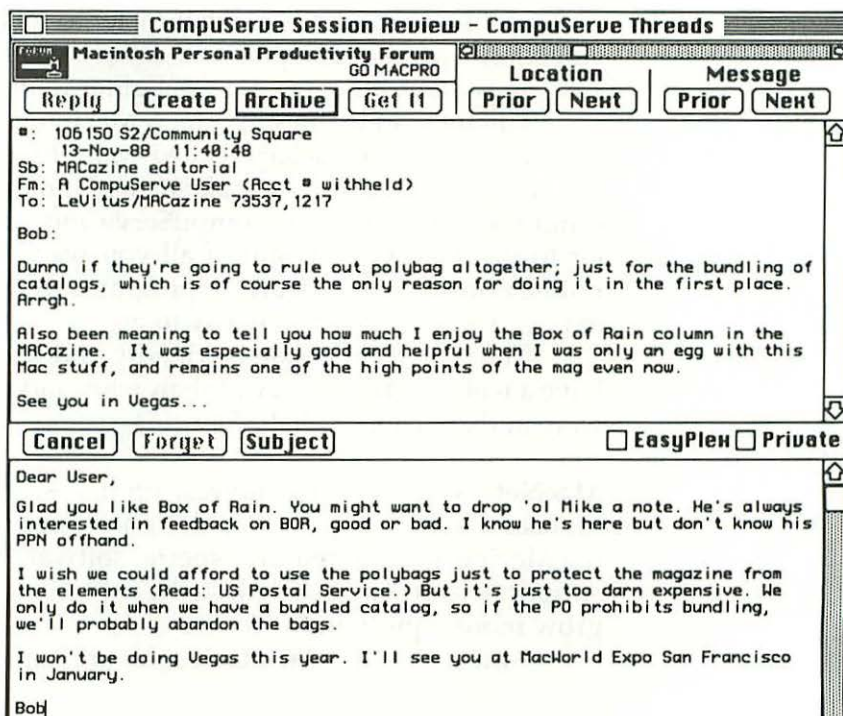 CompuServe Session Review - CompuServe Threads
FORUM
Macintosh Personal Productivity Forum
GO MACPRO
Location
Message
Reply Create Archive Get It Prior Next Prior Next
#: 106150 S2/Community Square
13-Nov-88 11:40:48
Sb: MACazine editorial
Fm: A CompuServe User (Acct # withheld)
To: LeVitus/MACazine 73537,1217
Bob:
Dunno if they're going to rule out polybag altogether; just for the bundling of
catalogs, which is of course the only reason for doing it in the first place.
Arrgh.
Also been meaning to tell you how much I enjoy the Box of Rain column in the
MACazine. It was especially good and helpful when I was only an egg with this
Mac stuff, and remains one of the high points of the mag even now.
See you in Vegas...
Cancel Forget Subject EasyPlex Private
Dear User,
Glad you like Box of Rain. You might want to drop 'ol Mike a note. He's always
interested in feedback on BOR, good or bad. I know he's here but don't know his
PPN offhand.
I wish we could afford to use the polybags just to protect the magazine from
the elements (Read: US Postal Service.) But it's just too darn expensive. We
only do it when we have a bundled catalog, so if the PO prohibits bundling,
we'll probably abandon the bags.
I won't be doing Vegas this year. I'll see you at MacWorld Expo San Francisco
in January.
Bob